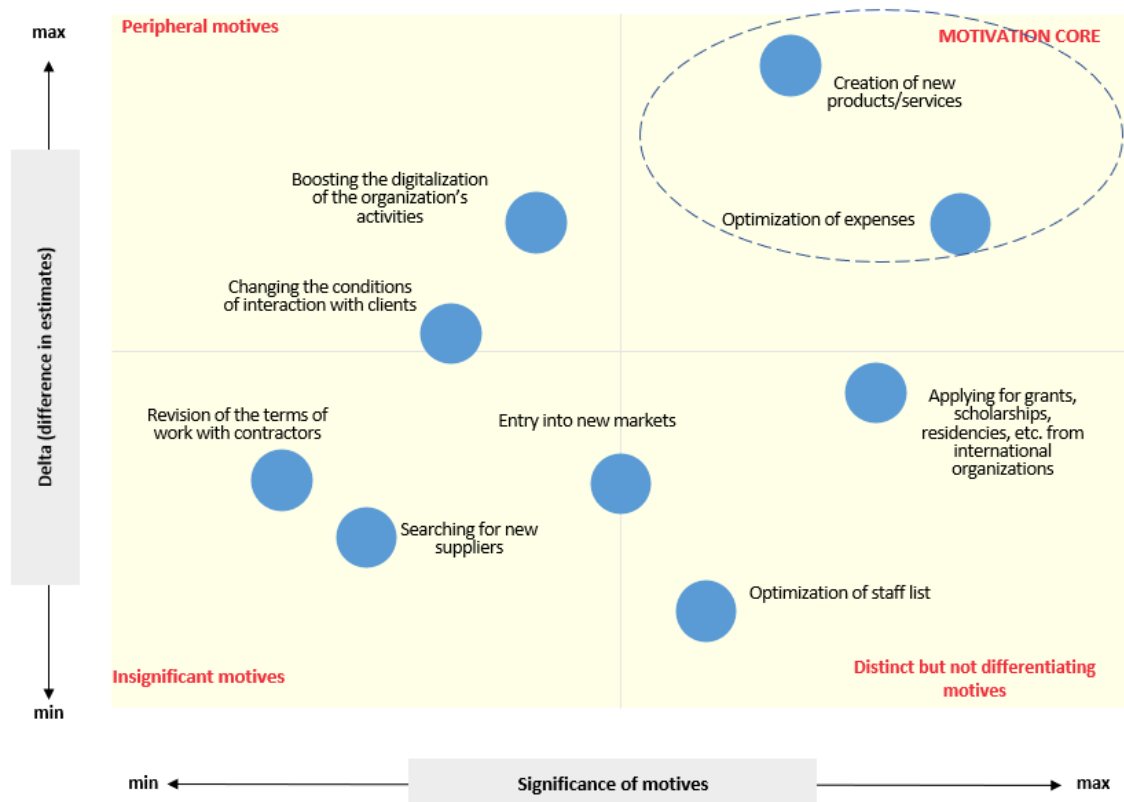 max
Peripheral motives
MOTIVATION CORE
Creation of new
products/services
Boosting the digitalization
of the organization's
activities
Optimization of expenses
Changing the conditions
of interaction with clients
Delta (difference in estimates)
Revision of the terms of
work with contractors
Entry into new markets
Applying for grants,
scholarships,
residencies, etc. from
international
organizations
Searching for new
suppliers
Optimization of staff list
Insignificant motives
Distinct but not differentiating
motives
min
min
Significance of motives
max